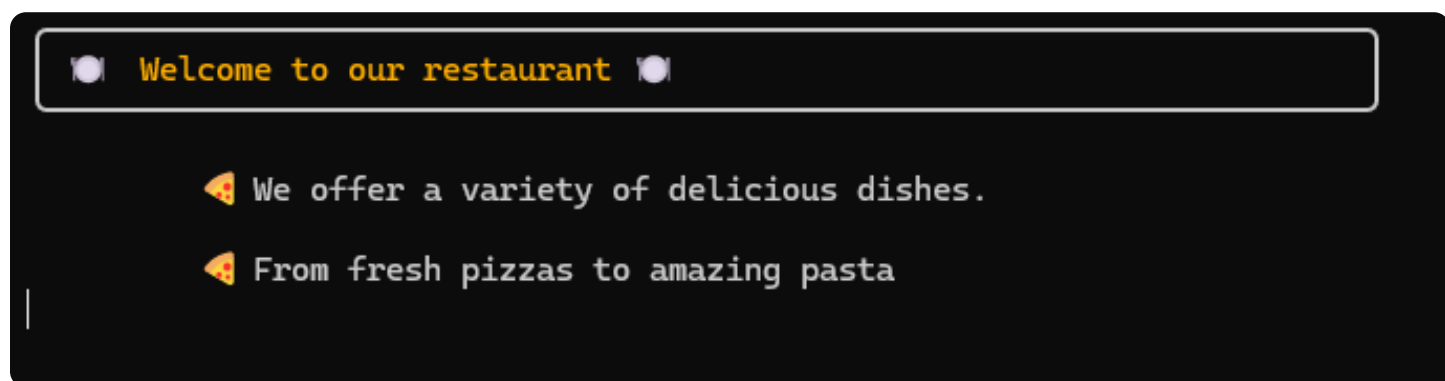 Welcome to our restaurant
We offer a variety of delicious dishes.
From fresh pizzas to amazing pasta